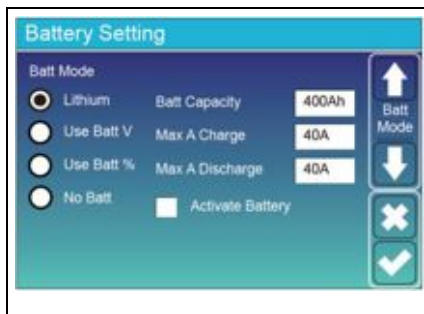 Battery Setting
Batt Mode
Lithium
Batt Capacity
400Ah
Use Batt V
Max A Charge
40A
Use Batt %
Max A Discharge
40A
No Batt
Activate Battery
Batt
Mode